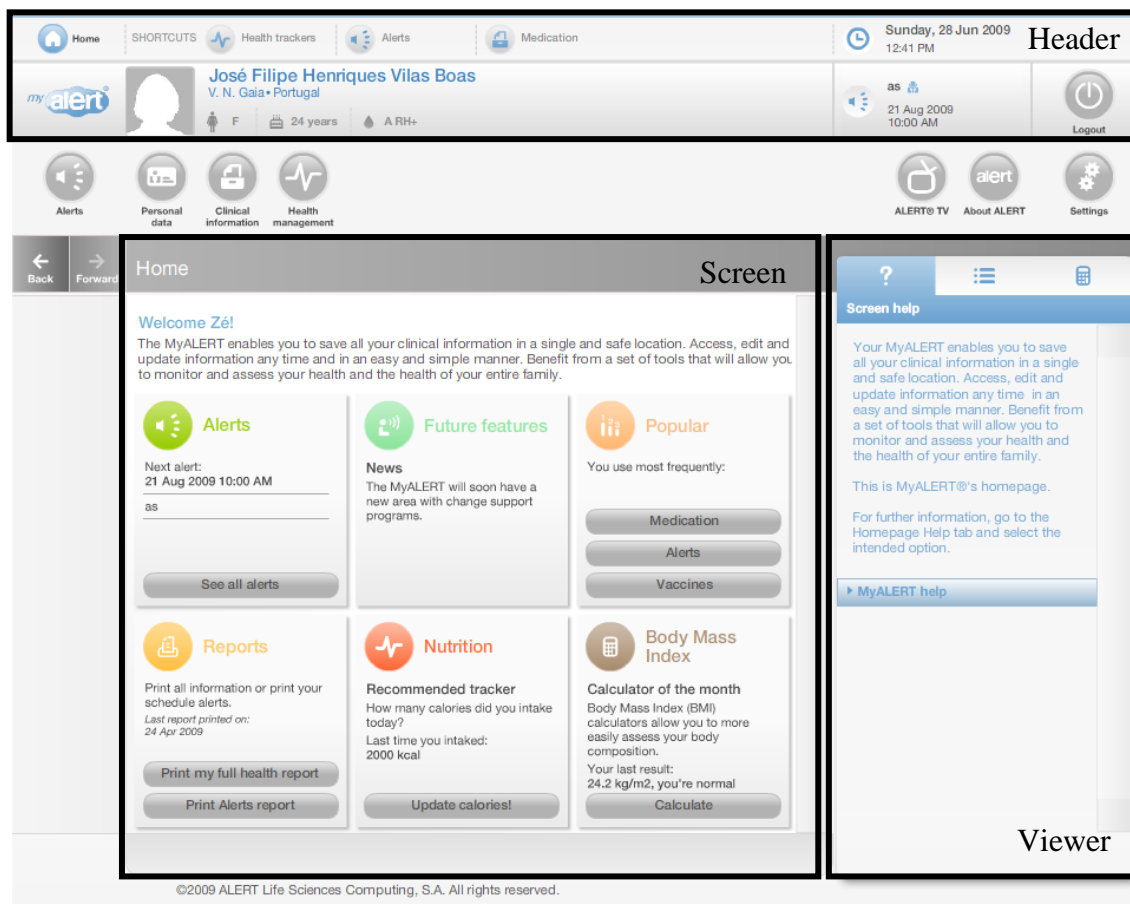 Home
SHORTCUTS
Health trackers
Alerts
Medication
Sunday, 28 Jun 2009
12:41 PM
Header
my alert®
José Filipe Henriques Vilas Boas
V. N. Gaia • Portugal
F
24 years
A RH+
as
21 Aug 2009
10:00 AM
Logout
Alerts
Personal
data
Clinical
information
Health
management
ALERT® TV
alert
About ALERT
Settings
Back
Forward
Home
Screen
Welcome Zé!
The MyALERT enables you to save all your clinical information in a single and safe location. Access, edit and
update information any time and in an easy and simple manner. Benefit from a set of tools that will allow you
to monitor and assess your health and the health of your entire family.
Alerts
Next alert:
21 Aug 2009 10:00 AM
as
See all alerts
Future features
News
The MyALERT will soon have a
new area with change support
programs.
Popular
You use most frequently:
Medication
Alerts
Vaccines
Reports
Print all information or print your
schedule alerts.
Last report printed on:
24 Apr 2009
Print my full health report
Print Alerts report
Nutrition
Recommended tracker
How many calories did you intake
today?
Last time you intaked:
2000 kcal
Update calories!
Body Mass
Index
Calculator of the month
Body Mass Index (BMI)
calculators allow you to more
easily assess your body
composition.
Your last result:
24.2 kg/m2, you're normal
Calculate
?
Screen help
Your MyALERT enables you to save
all your clinical information in a single
and safe location. Access, edit and
update information any time in an
easy and simple manner. Benefit from
a set of tools that will allow you to
monitor and assess your health and
the health of your entire family.
This is MyALERT®'s homepage.
For further information, go to the
Homepage Help tab and select the
intended option.
MyALERT help
Viewer
©2009 ALERT Life Sciences Computing, S.A. All rights reserved.